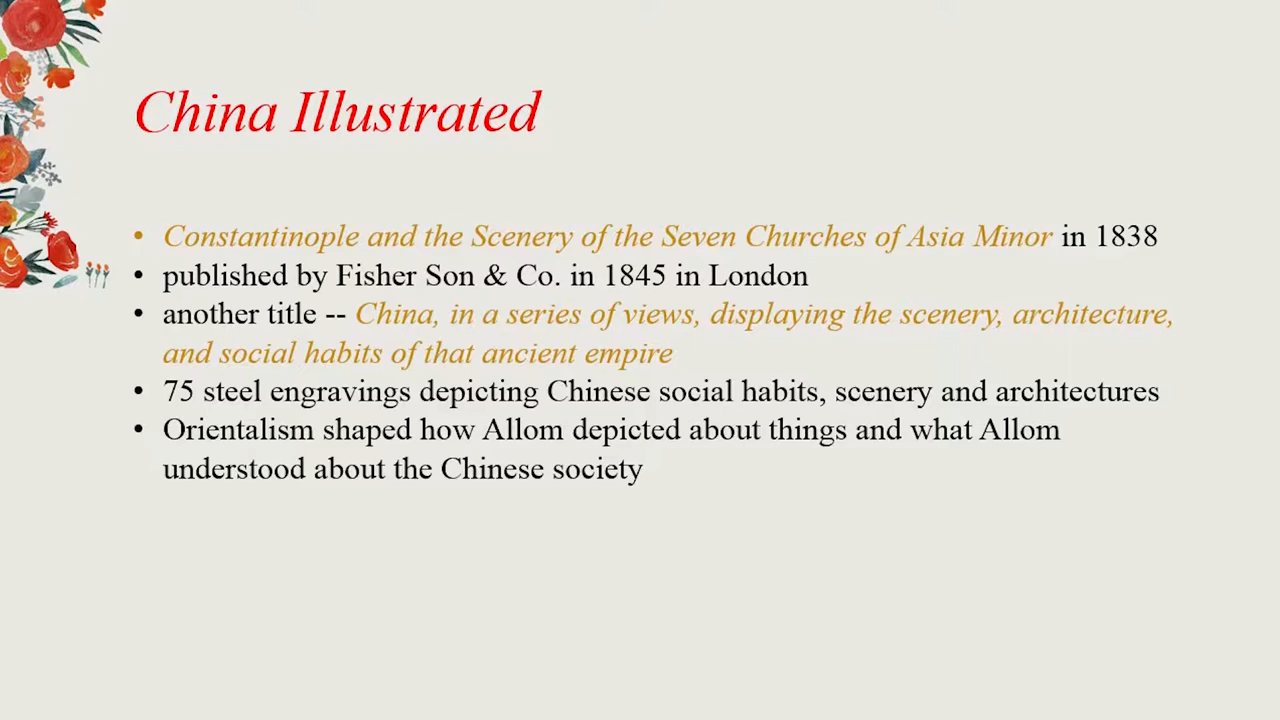 China Illustrated
• Constantinople and the Scenery of the Seven Churches of Asia Minor in 1838
• published by Fisher Son & Co. in 1845 in London
• another title -- China, in a series of views, displaying the scenery, architecture,
and social habits of that ancient empire
• 75 steel engravings depicting Chinese social habits, scenery and architectures
• Orientalism shaped how Allom depicted about things and what Allom
understood about the Chinese society